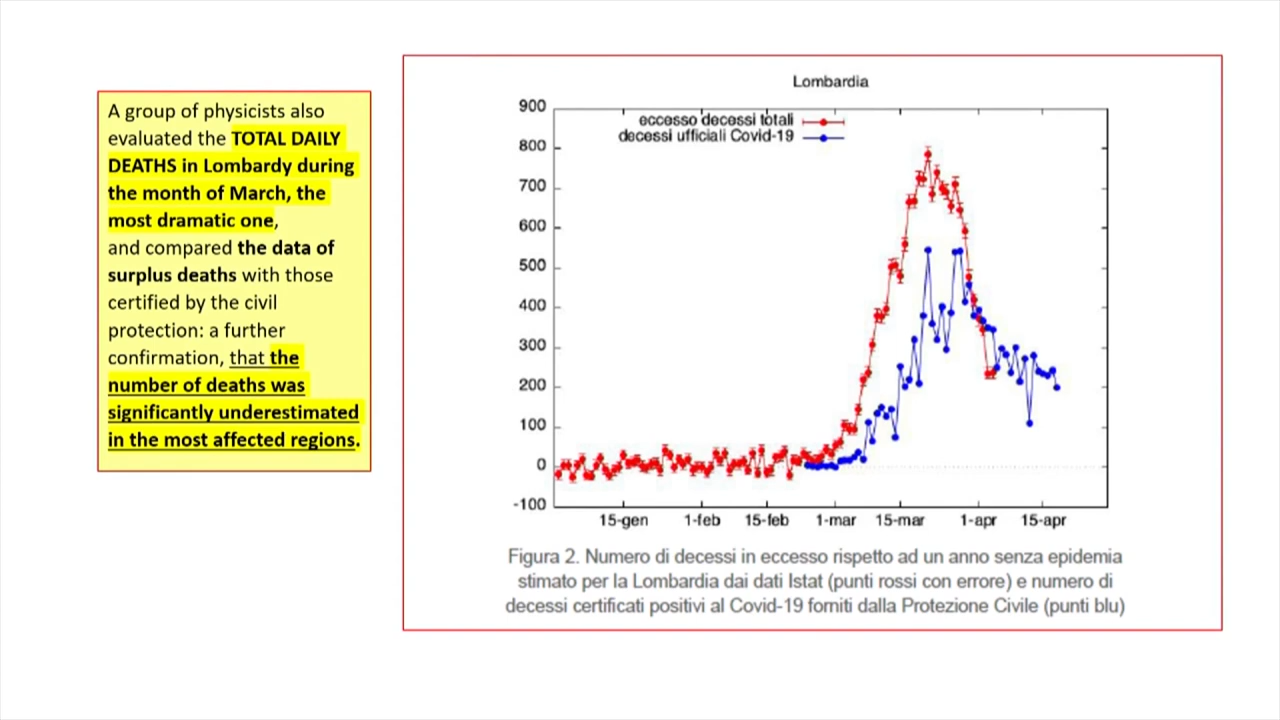 A group of physicists also
evaluated the TOTAL DAILY
DEATHS in Lombardy during
the month of March, the
most dramatic one,
and compared the data of
surplus deaths with those
certified by the civil
protection: a further
confirmation, that the
number of deaths was
significantly underestimated
in the most affected regions.
Lombardia
eccesso decessi totali
decessi ufficiali Covid-19
900
800
700
600
500
400
300
200
100
0
-100
15-gen 1-feb 15-feb 1-mar 15-mar 1-apr 15-apr
Figura 2. Numero di decessi in eccesso rispetto ad un anno senza epidemia
stimato per la Lombardia dai dati Istat (punti rossi con errore) e numero di
decessi certificati positivi al Covid-19 forniti dalla Protezione Civile (punti blu)